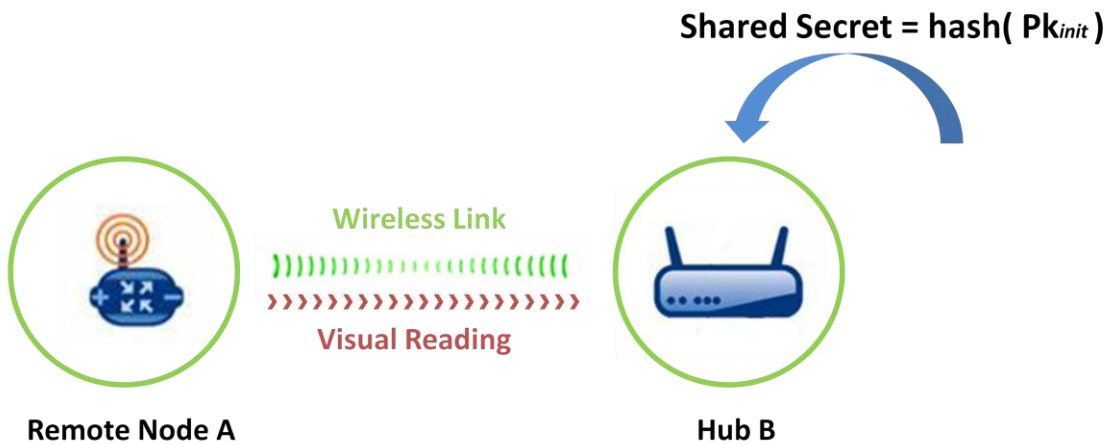 Shared Secret = hash( Pkinit )
Wireless Link
Visual Reading
Remote Node A
Hub B